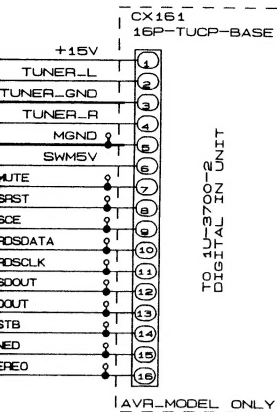 CX161
16P-TUCP-BASE
+15V
1
TUNER_L
2
TUNER_GND
3
TUNER_R
4
MGND
5
SWM5V
6
MUTE
7
SRST
8
SCE
9
RDSDATA
10
RDSCLK
11
SDOUT
12
DOUT
13
STB
14
NED
15
EREO
16
TO 1U-3700-2
DIGITAL IN UNIT
AVR_MODEL ONLY